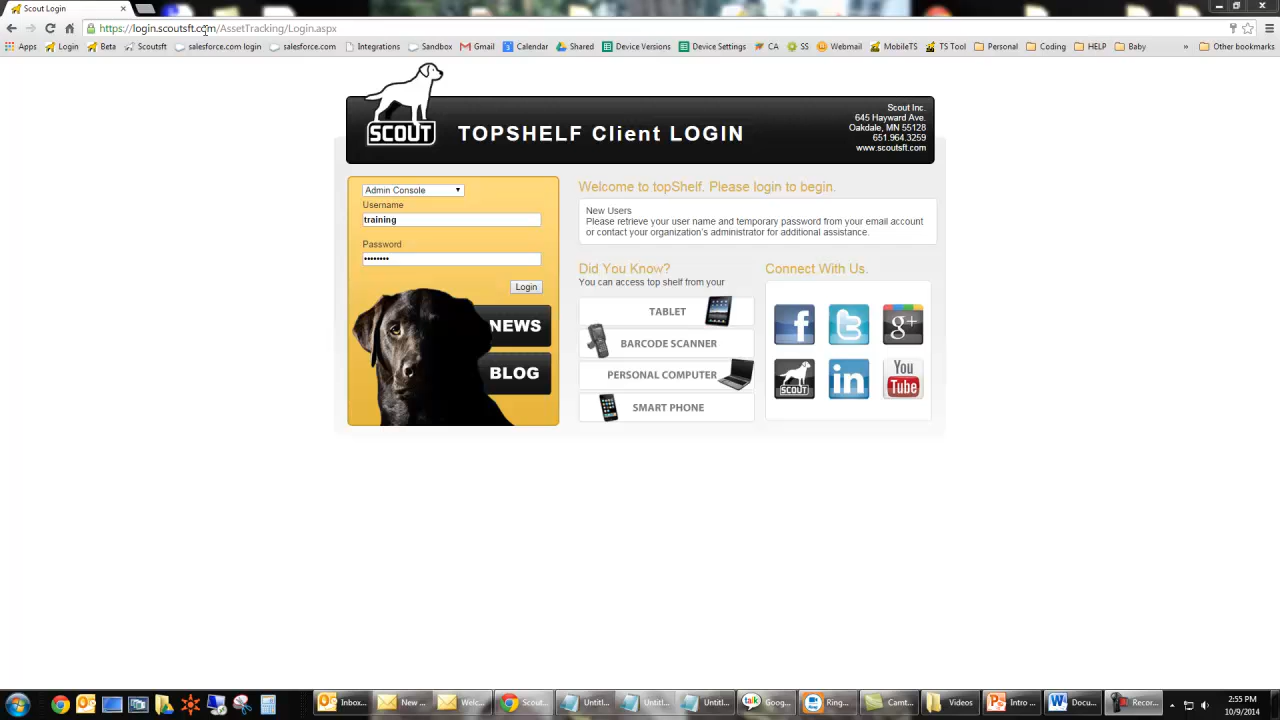 Scout Login
https://login.scoutsft.com/AssetTracking/Login.aspx
Apps Login Beta Scoutsft salesforce.com login salesforce.com Integrations Sandbox Gmail Calendar Shared Device Versions Device Settings CA SS Webmail MobileTS TS Tool Personal Coding HELP Baby » Other bookmarks
SCOUT
TOPSHELF Client LOGIN
Scout Inc.
645 Hayward Ave.
Oakdale, MN 55128
651.964.3259
www.scoutsft.com
Admin Console
Username
training
Password
••••••••
Login
NEWS
BLOG
Welcome to topShelf. Please login to begin.
New Users
Please retrieve your user name and temporary password from your email account
or contact your organization's administrator for additional assistance.
Did You Know?
You can access top shelf from your
TABLET
BARCODE SCANNER
PERSONAL COMPUTER
SMART PHONE
Connect With Us.
f t g+
SCOUT in You Tube
Inbox... New ... Welc... Scout... Untitl... Untitl... Untitl... talk Goog... Ring... Camt... Videos Intro ... Docu... Recor...
2:55 PM
10/9/2014